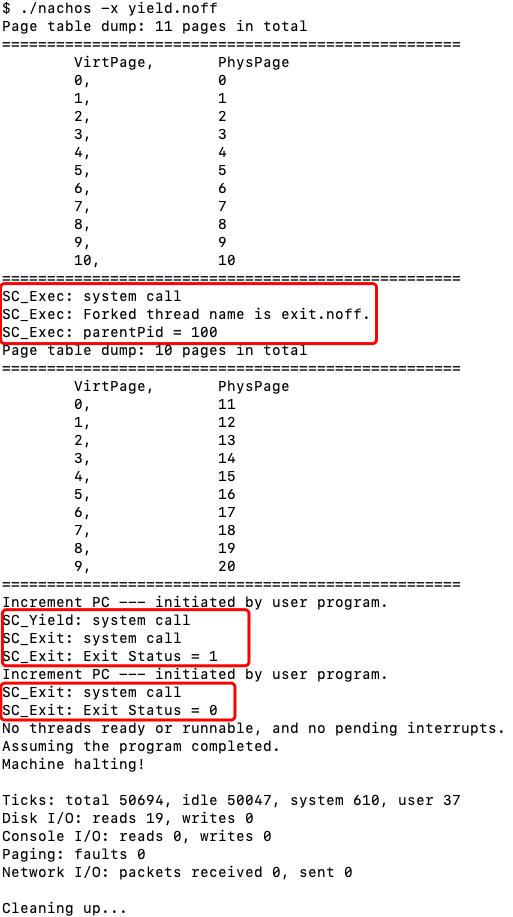 $ ./nachos -x yield.noff
Page table dump: 11 pages in total
===================================================
VirtPage, PhysPage
0, 0
1, 1
2, 2
3, 3
4, 4
5, 5
6, 6
7, 7
8, 8
9, 9
10, 10
===================================================
SC_Exec: system call
SC_Exec: Forked thread name is exit.noff.
SC_Exec: parentPid = 100
Page table dump: 10 pages in total
===================================================
VirtPage, PhysPage
0, 11
1, 12
2, 13
3, 14
4, 15
5, 16
6, 17
7, 18
8, 19
9, 20
===================================================
Increment PC --- initiated by user program.
SC_Yield: system call
SC_Exit: system call
SC_Exit: Exit Status = 1
Increment PC --- initiated by user program.
SC_Exit: system call
SC_Exit: Exit Status = 0
No threads ready or runnable, and no pending interrupts.
Assuming the program completed.
Machine halting!
Ticks: total 50694, idle 50047, system 610, user 37
Disk I/O: reads 19, writes 0
Console I/O: reads 0, writes 0
Paging: faults 0
Network I/O: packets received 0, sent 0
Cleaning up...